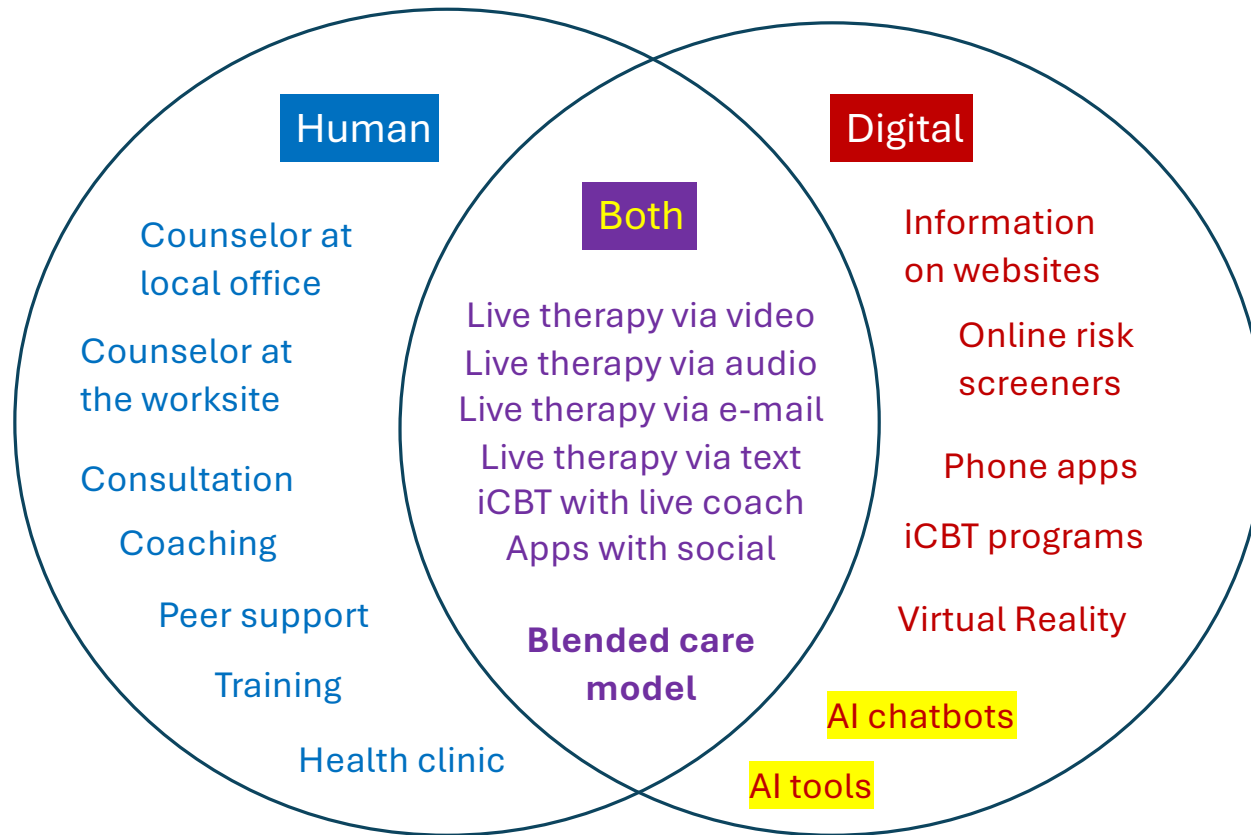 Human
Counselor at
local office
Counselor at
the worksite
Consultation
Coaching
Peer support
Training
Health clinic
Both
Live therapy via video
Live therapy via audio
Live therapy via e-mail
Live therapy via text
iCBT with live coach
Apps with social
Blended care
model
Digital
Information
on websites
Online risk
screeners
Phone apps
iCBT programs
Virtual Reality
AI chatbots
AI tools